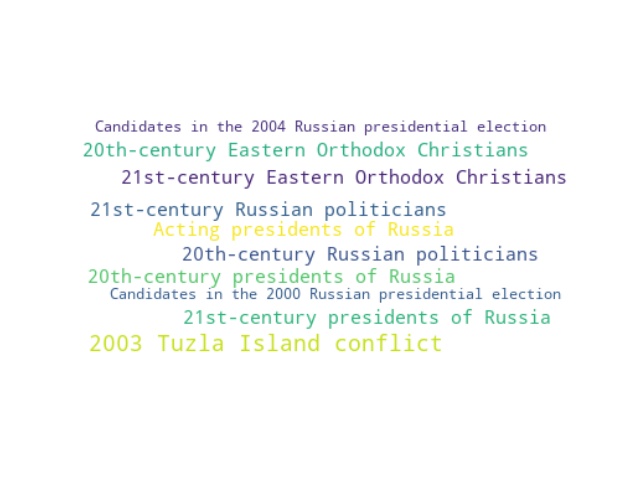 Candidates in the 2004 Russian presidential election
20th-century Eastern Orthodox Christians
21st-century Eastern Orthodox Christians
21st-century Russian politicians
Acting presidents of Russia
20th-century Russian politicians
20th-century presidents of Russia
Candidates in the 2000 Russian presidential election
21st-century presidents of Russia
2003 Tuzla Island conflict